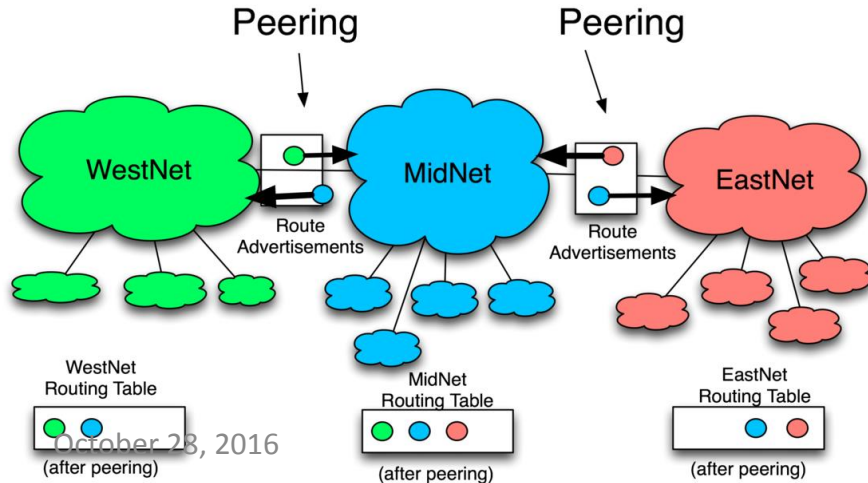 Peering
Peering
WestNet
MidNet
EastNet
Route
Advertisements
Route
Advertisements
WestNet
Routing Table
MidNet
Routing Table
EastNet
Routing Table
October 28, 2016
(after peering)
(after peering)
(after peering)